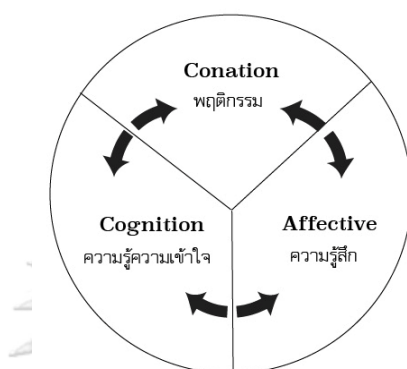 Conation
พฤติกรรม
Cognition
ความรู้ความเข้าใจ
Affective
ความรู้สึก